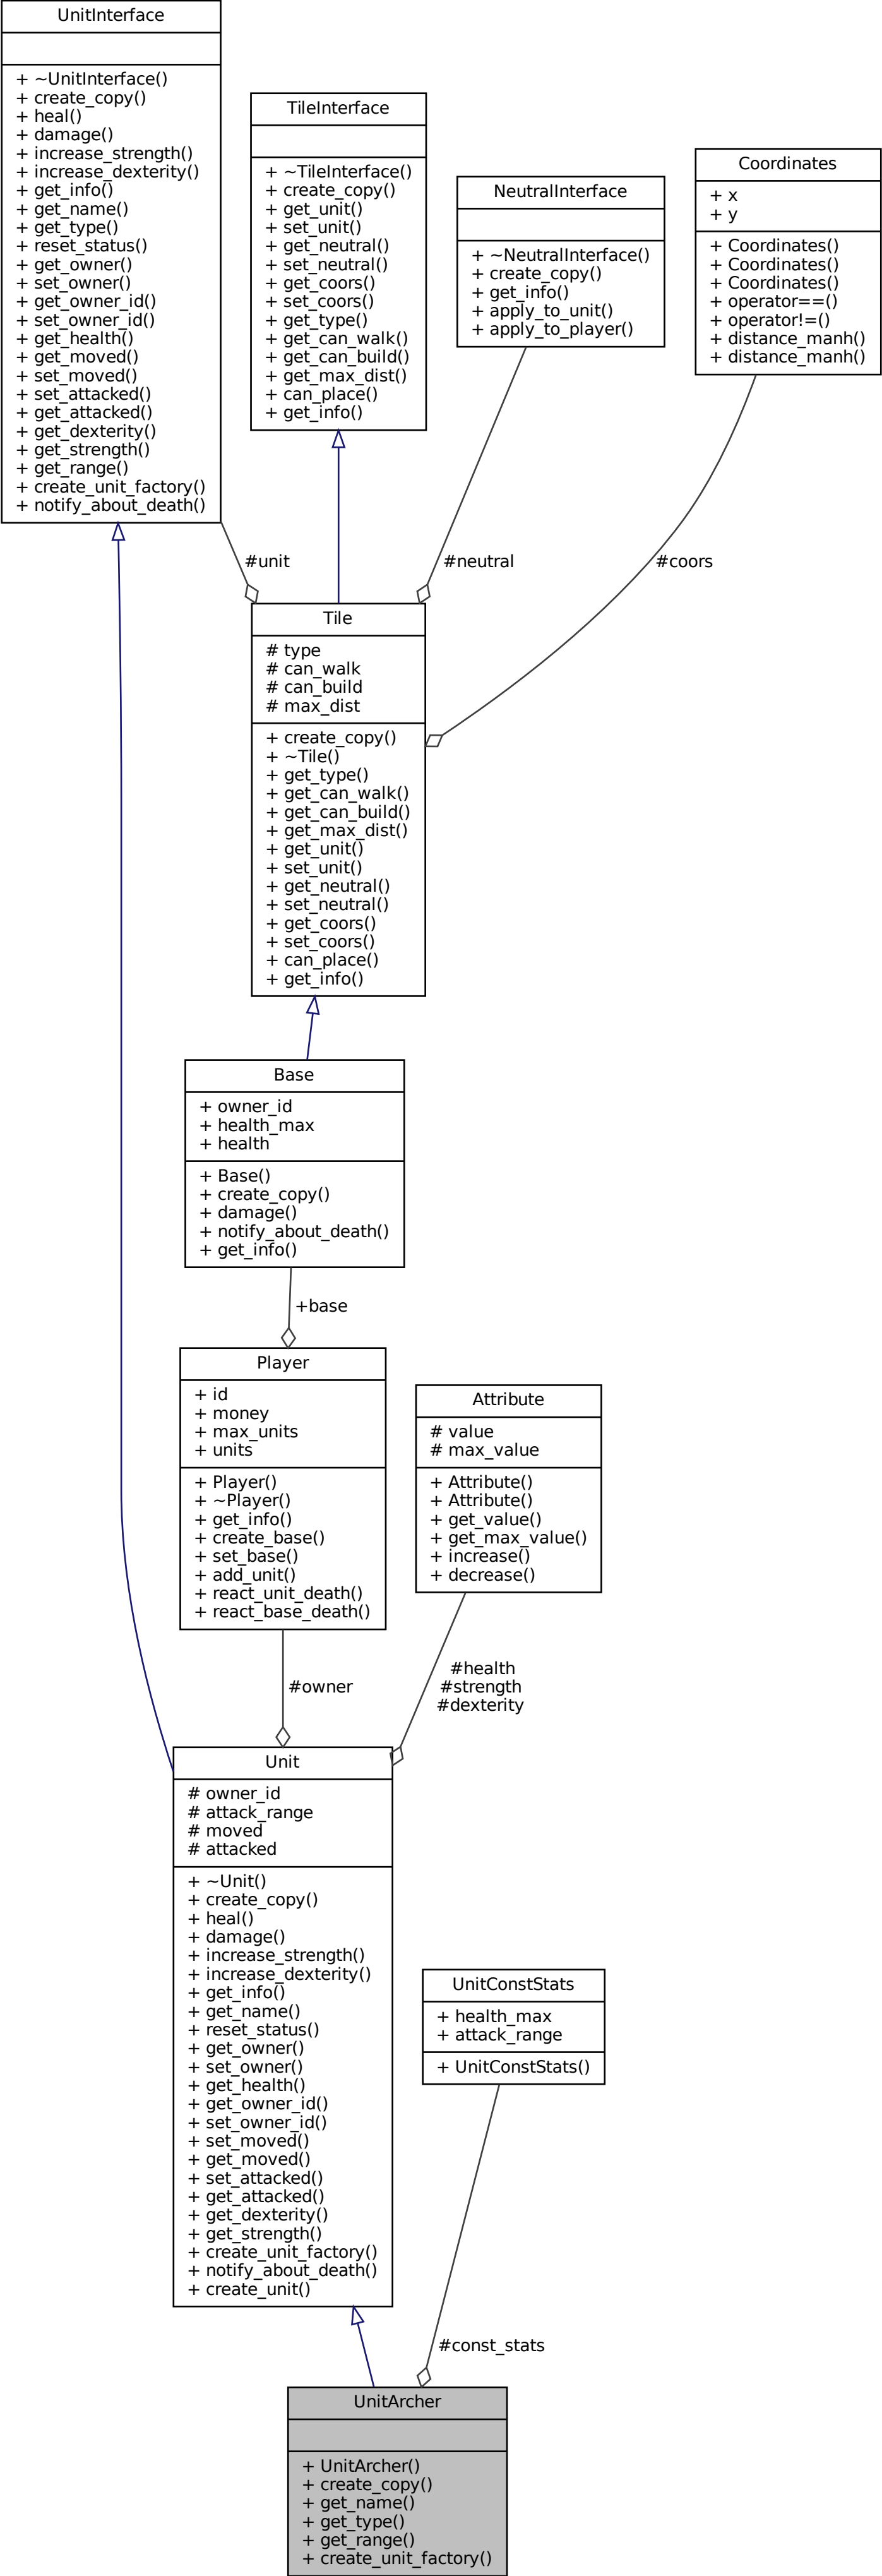 UnitInterface
+ ~UnitInterface()
+ create_copy()
+ heal()
+ damage()
+ increase_strength()
+ increase_dexterity()
+ get_info()
+ get_name()
+ get_type()
+ reset_status()
+ get_owner()
+ set_owner()
+ get_owner_id()
+ set_owner_id()
+ get_health()
+ get_moved()
+ set_moved()
+ set_attacked()
+ get_attacked()
+ get_dexterity()
+ get_strength()
+ get_range()
+ create_unit_factory()
+ notify_about_death()
TileInterface
+ ~TileInterface()
+ create_copy()
+ get_unit()
+ set_unit()
+ get_neutral()
+ set_neutral()
+ get_coors()
+ set_coors()
+ get_type()
+ get_can_walk()
+ get_can_build()
+ get_max_dist()
+ can_place()
+ get_info()
NeutralInterface
+ ~NeutralInterface()
+ create_copy()
+ get_info()
+ apply_to_unit()
+ apply_to_player()
Coordinates
+ x
+ y
+ Coordinates()
+ Coordinates()
+ Coordinates()
+ operator==()
+ operator!=()
+ distance_manh()
+ distance_manh()
#unit
#neutral
#coors
Tile
# type
# can_walk
# can_build
# max_dist
+ create_copy()
+ ~Tile()
+ get_type()
+ get_can_walk()
+ get_can_build()
+ get_max_dist()
+ get_unit()
+ set_unit()
+ get_neutral()
+ set_neutral()
+ get_coors()
+ set_coors()
+ can_place()
+ get_info()
Base
+ owner_id
+ health_max
+ health
+ Base()
+ create_copy()
+ damage()
+ notify_about_death()
+ get_info()
+base
Player
+ id
+ money
+ max_units
+ units
+ Player()
+ ~Player()
+ get_info()
+ create_base()
+ set_base()
+ add_unit()
+ react_unit_death()
+ react_base_death()
Attribute
# value
# max_value
+ Attribute()
+ Attribute()
+ get_value()
+ get_max_value()
+ increase()
+ decrease()
#owner
#health
#strength
#dexterity
Unit
# owner_id
# attack_range
# moved
# attacked
+ ~Unit()
+ create_copy()
+ heal()
+ damage()
+ increase_strength()
+ increase_dexterity()
+ get_info()
+ get_name()
+ reset_status()
+ get_owner()
+ set_owner()
+ get_health()
+ get_owner_id()
+ set_owner_id()
+ set_moved()
+ get_moved()
+ set_attacked()
+ get_attacked()
+ get_dexterity()
+ get_strength()
+ create_unit_factory()
+ notify_about_death()
+ create_unit()
UnitConstStats
+ health_max
+ attack_range
+ UnitConstStats()
#const_stats
UnitArcher
+ UnitArcher()
+ create_copy()
+ get_name()
+ get_type()
+ get_range()
+ create_unit_factory()